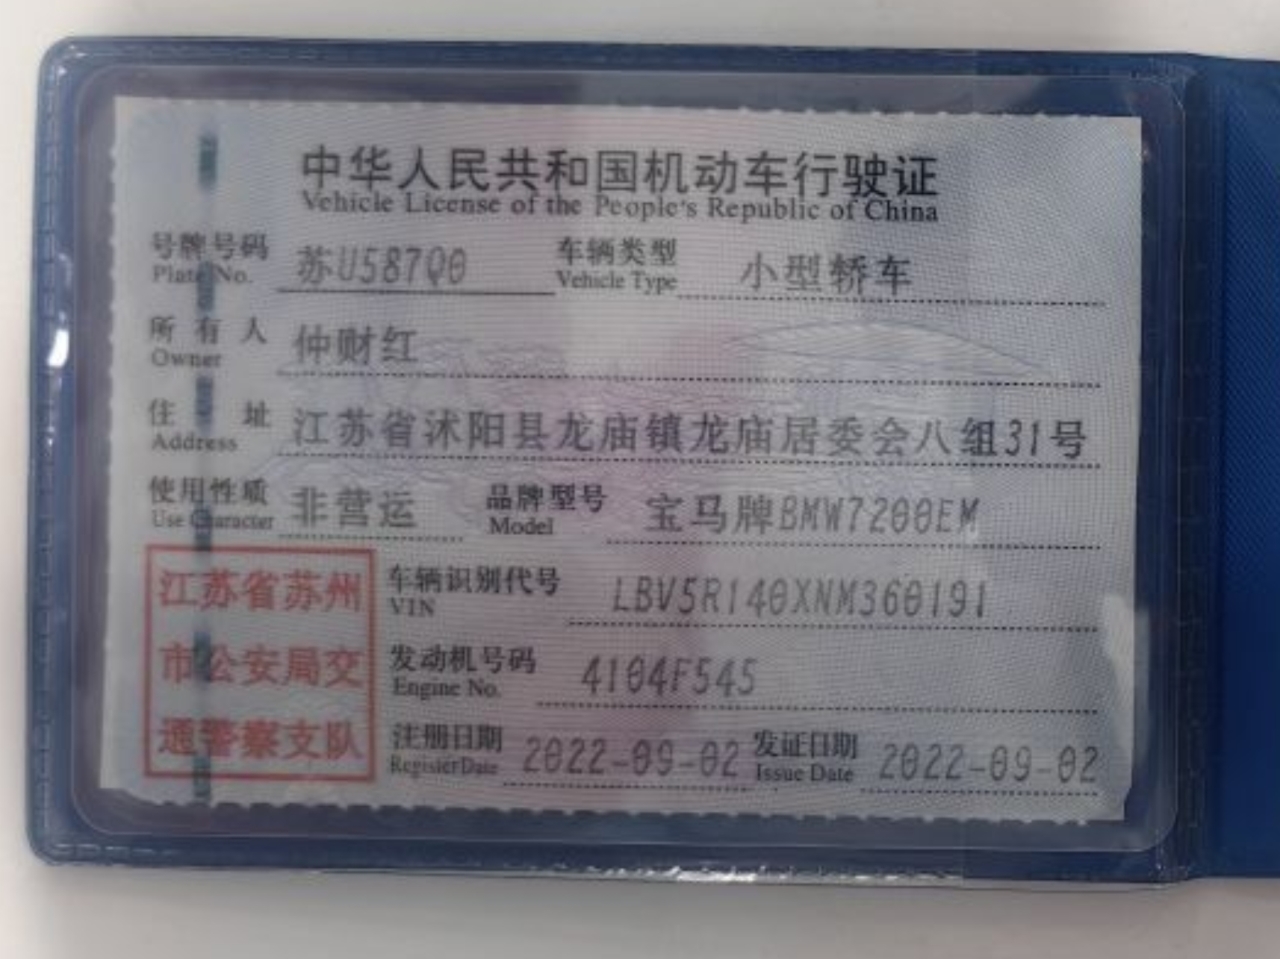 中华人民共和国机动车行驶证
Vehicle License of the People's Republic of China
号牌号码 苏U587Q0 车辆类型 小型轿车
Plate No. Vehicle Type
所有人 仲财红
Owner
住址 江苏省沭阳县龙庙镇龙庙居委会八组31号
Address
使用性质 非营运 品牌型号 宝马牌BMW7200EM
Use Character Model
江苏省苏州
市公安局交
通警察支队
车辆识别代号 LBV5R140XNM360191
VIN
发动机号码 4104F545
Engine No.
注册日期 2022-09-02 发证日期 2022-09-02
Register Date Issue Date